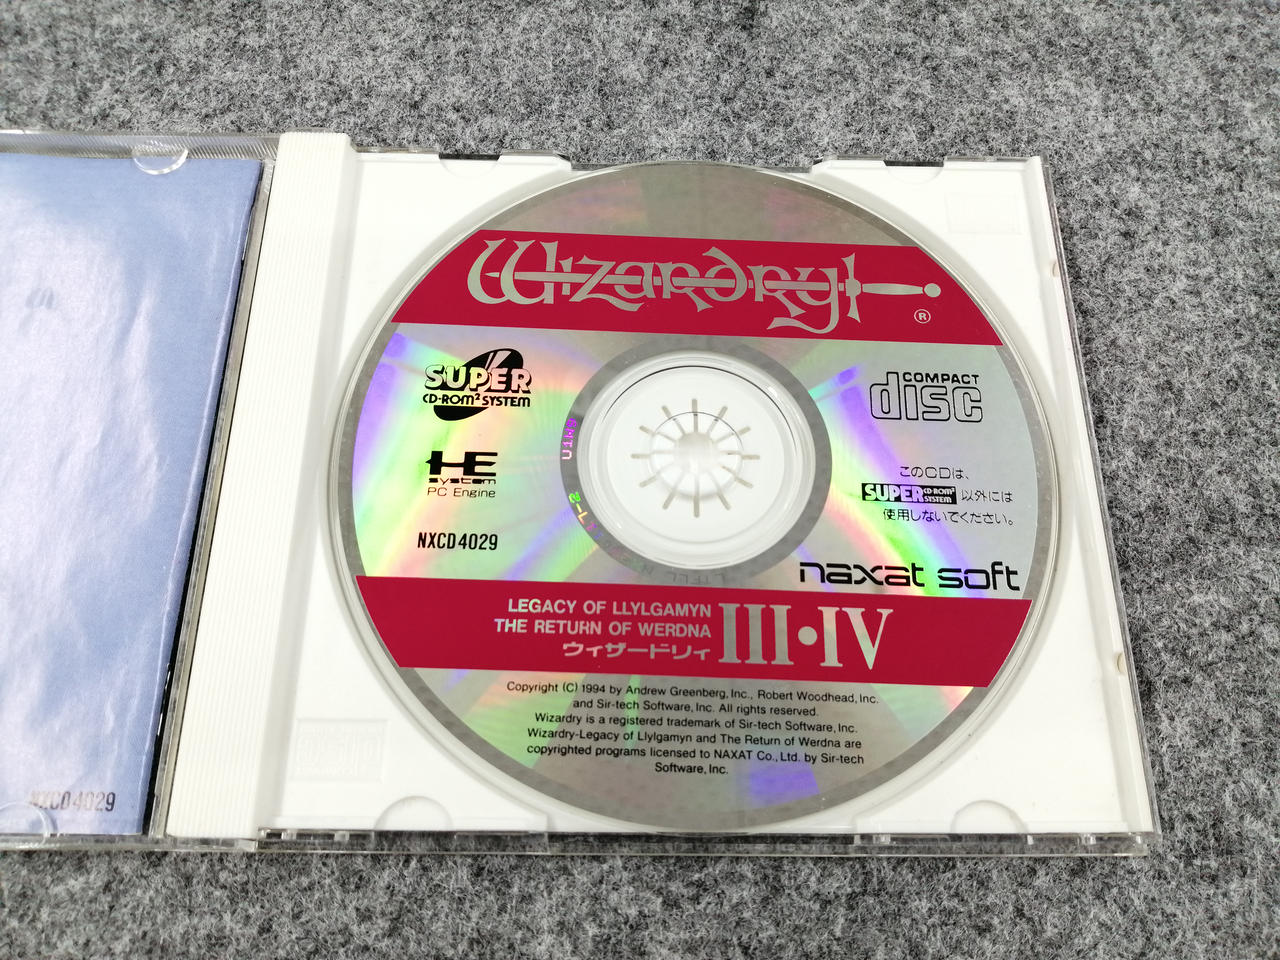 Wizardry
®
SUPER
CD-ROM² SYSTEM
HE
system
PC Engine
NXCD4029
COMPACT
disc
このCDは、
SUPER CD-ROM² SYSTEM 以外には
使用しないでください。
naxat soft
LEGACY OF LLYLGAMYN
THE RETURN OF WERDNA
ウィザードリィ
III・IV
Copyright (C) 1994 by Andrew Greenberg, Inc., Robert Woodhead, Inc.
and Sir-tech Software, Inc. All rights reserved.
Wizardry is a registered trademark of Sir-tech Software, Inc.
Wizardry-Legacy of Llylgamyn and The Return of Werdna are
copyrighted programs licensed to NAXAT Co., Ltd. by Sir-tech
Software, Inc.
NXCD4029